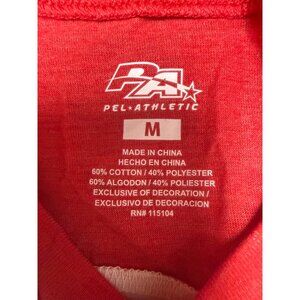 PA
PEL★ATHLETIC
M
MADE IN CHINA
HECHO EN CHINA
60% COTTON / 40% POLYESTER
60% ALGODON / 40% POLIESTER
EXCLUSIVE OF DECORATION /
EXCLUSIVO DE DECORACION
RN# 115104